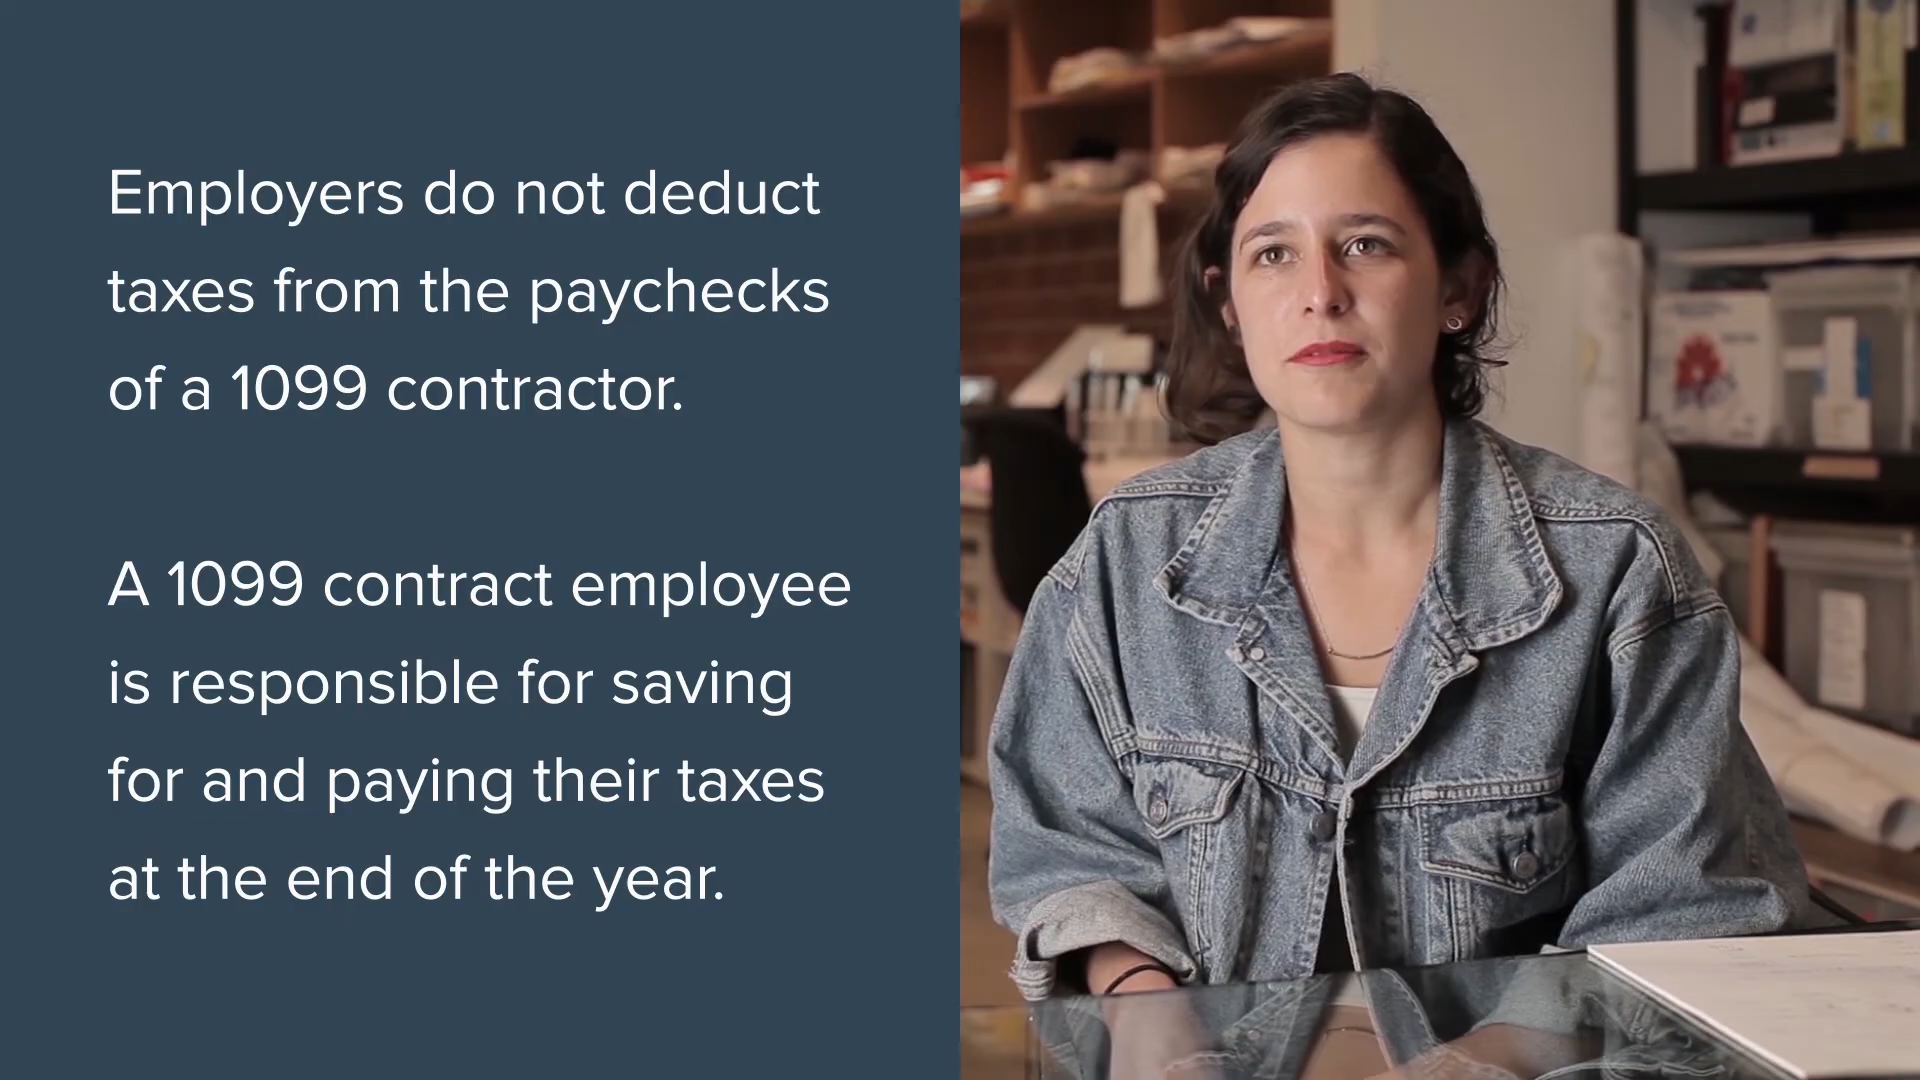 Employers do not deduct
taxes from the paychecks
of a 1099 contractor.
A 1099 contract employee
is responsible for saving
for and paying their taxes
at the end of the year.